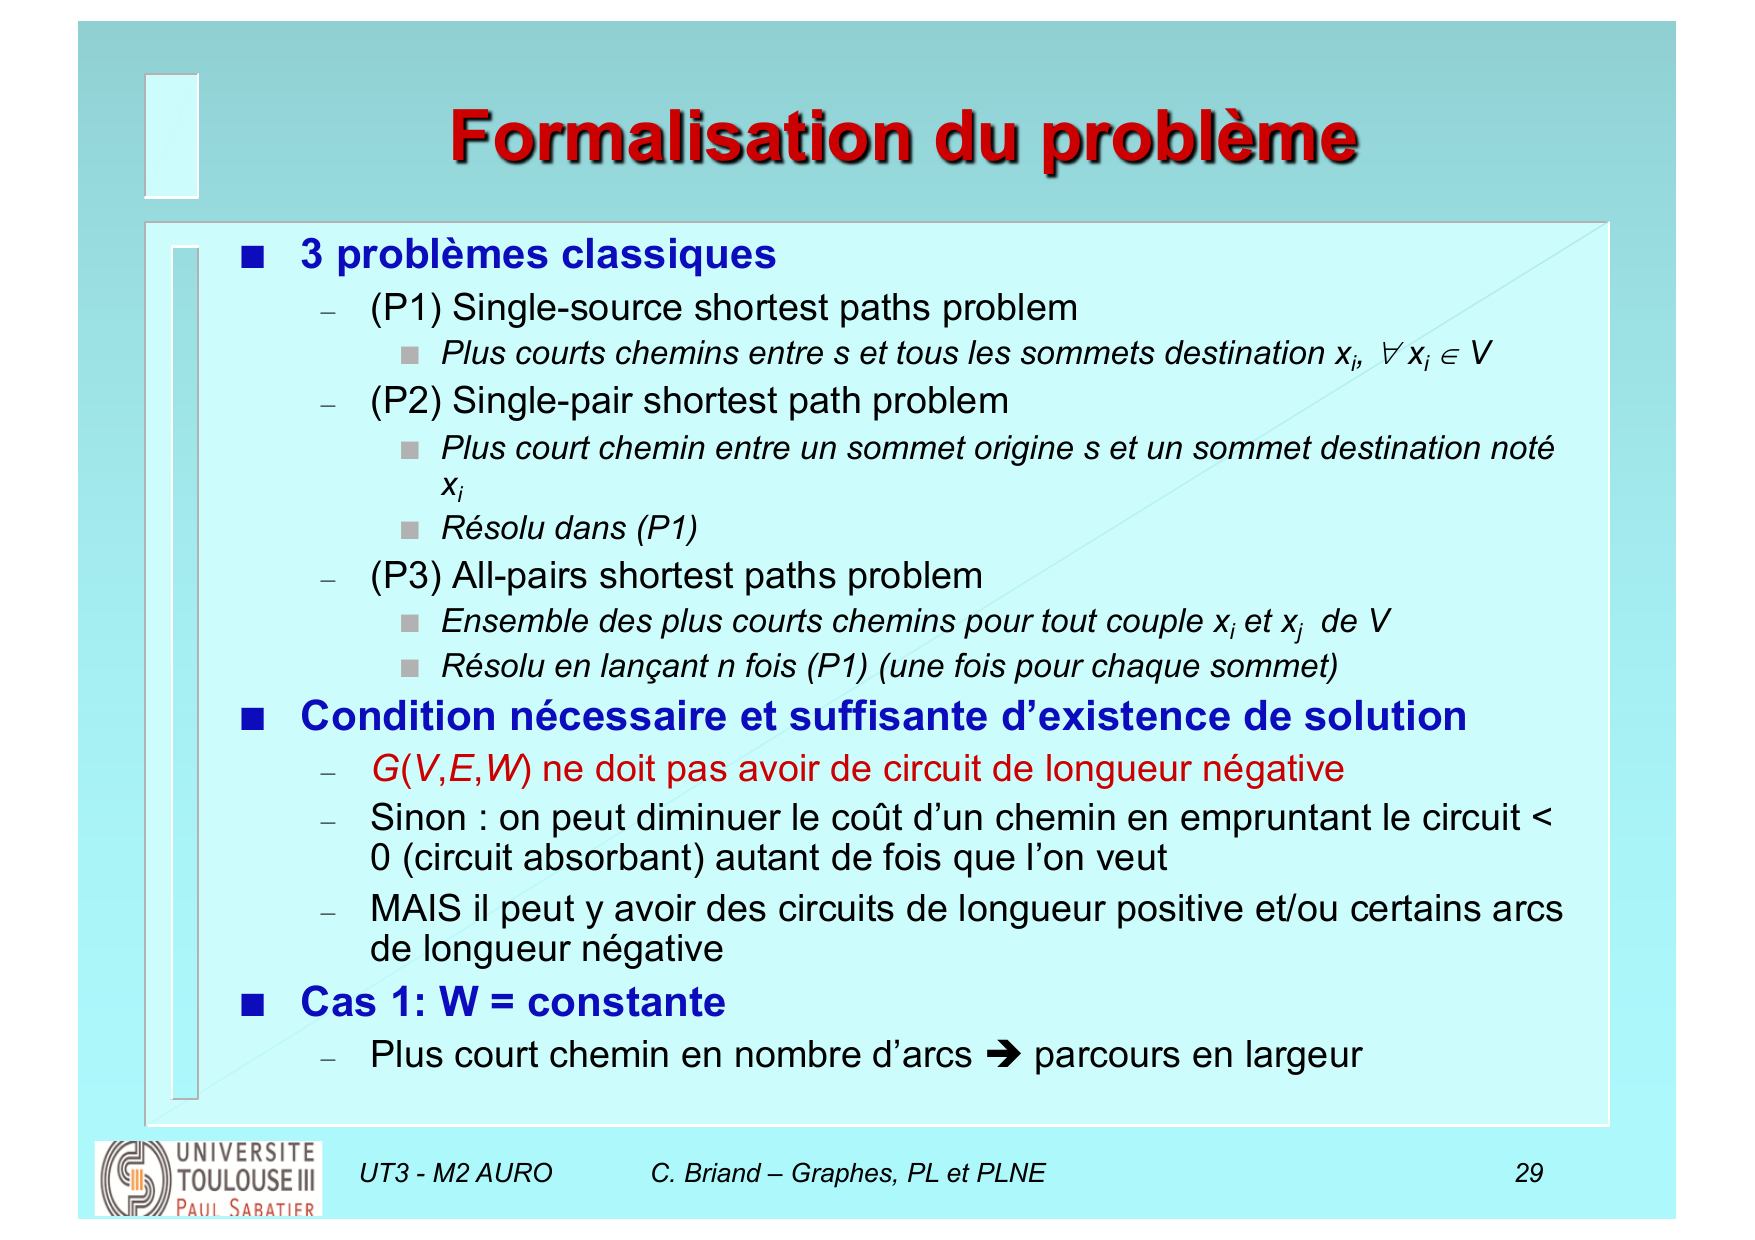 Formalisation du problème
■ 3 problèmes classiques
– (P1) Single-source shortest paths problem
■ Plus courts chemins entre s et tous les sommets destination xi, ∀ xi ∈ V
– (P2) Single-pair shortest path problem
■ Plus court chemin entre un sommet origine s et un sommet destination noté
xi
■ Résolu dans (P1)
– (P3) All-pairs shortest paths problem
■ Ensemble des plus courts chemins pour tout couple xi et xj de V
■ Résolu en lançant n fois (P1) (une fois pour chaque sommet)
■ Condition nécessaire et suffisante d’existence de solution
– G(V,E,W) ne doit pas avoir de circuit de longueur négative
– Sinon : on peut diminuer le coût d’un chemin en empruntant le circuit <
0 (circuit absorbant) autant de fois que l’on veut
– MAIS il peut y avoir des circuits de longueur positive et/ou certains arcs
de longueur négative
■ Cas 1: W = constante
– Plus court chemin en nombre d’arcs ➔ parcours en largeur
UNIVERSITE
TOULOUSE III
PAUL SABATIER
UT3 - M2 AURO C. Briand – Graphes, PL et PLNE 29